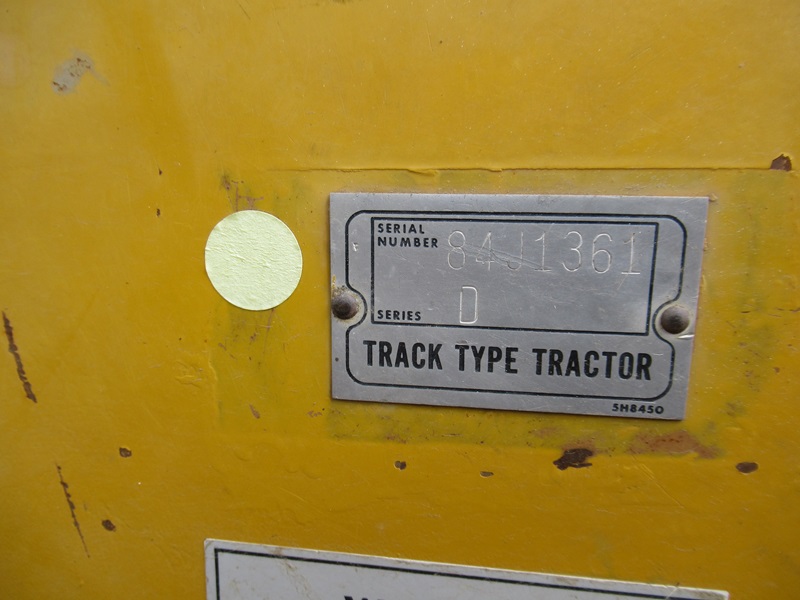 SERIAL
NUMBER 84J1361
SERIES D
TRACK TYPE TRACTOR
5H8450